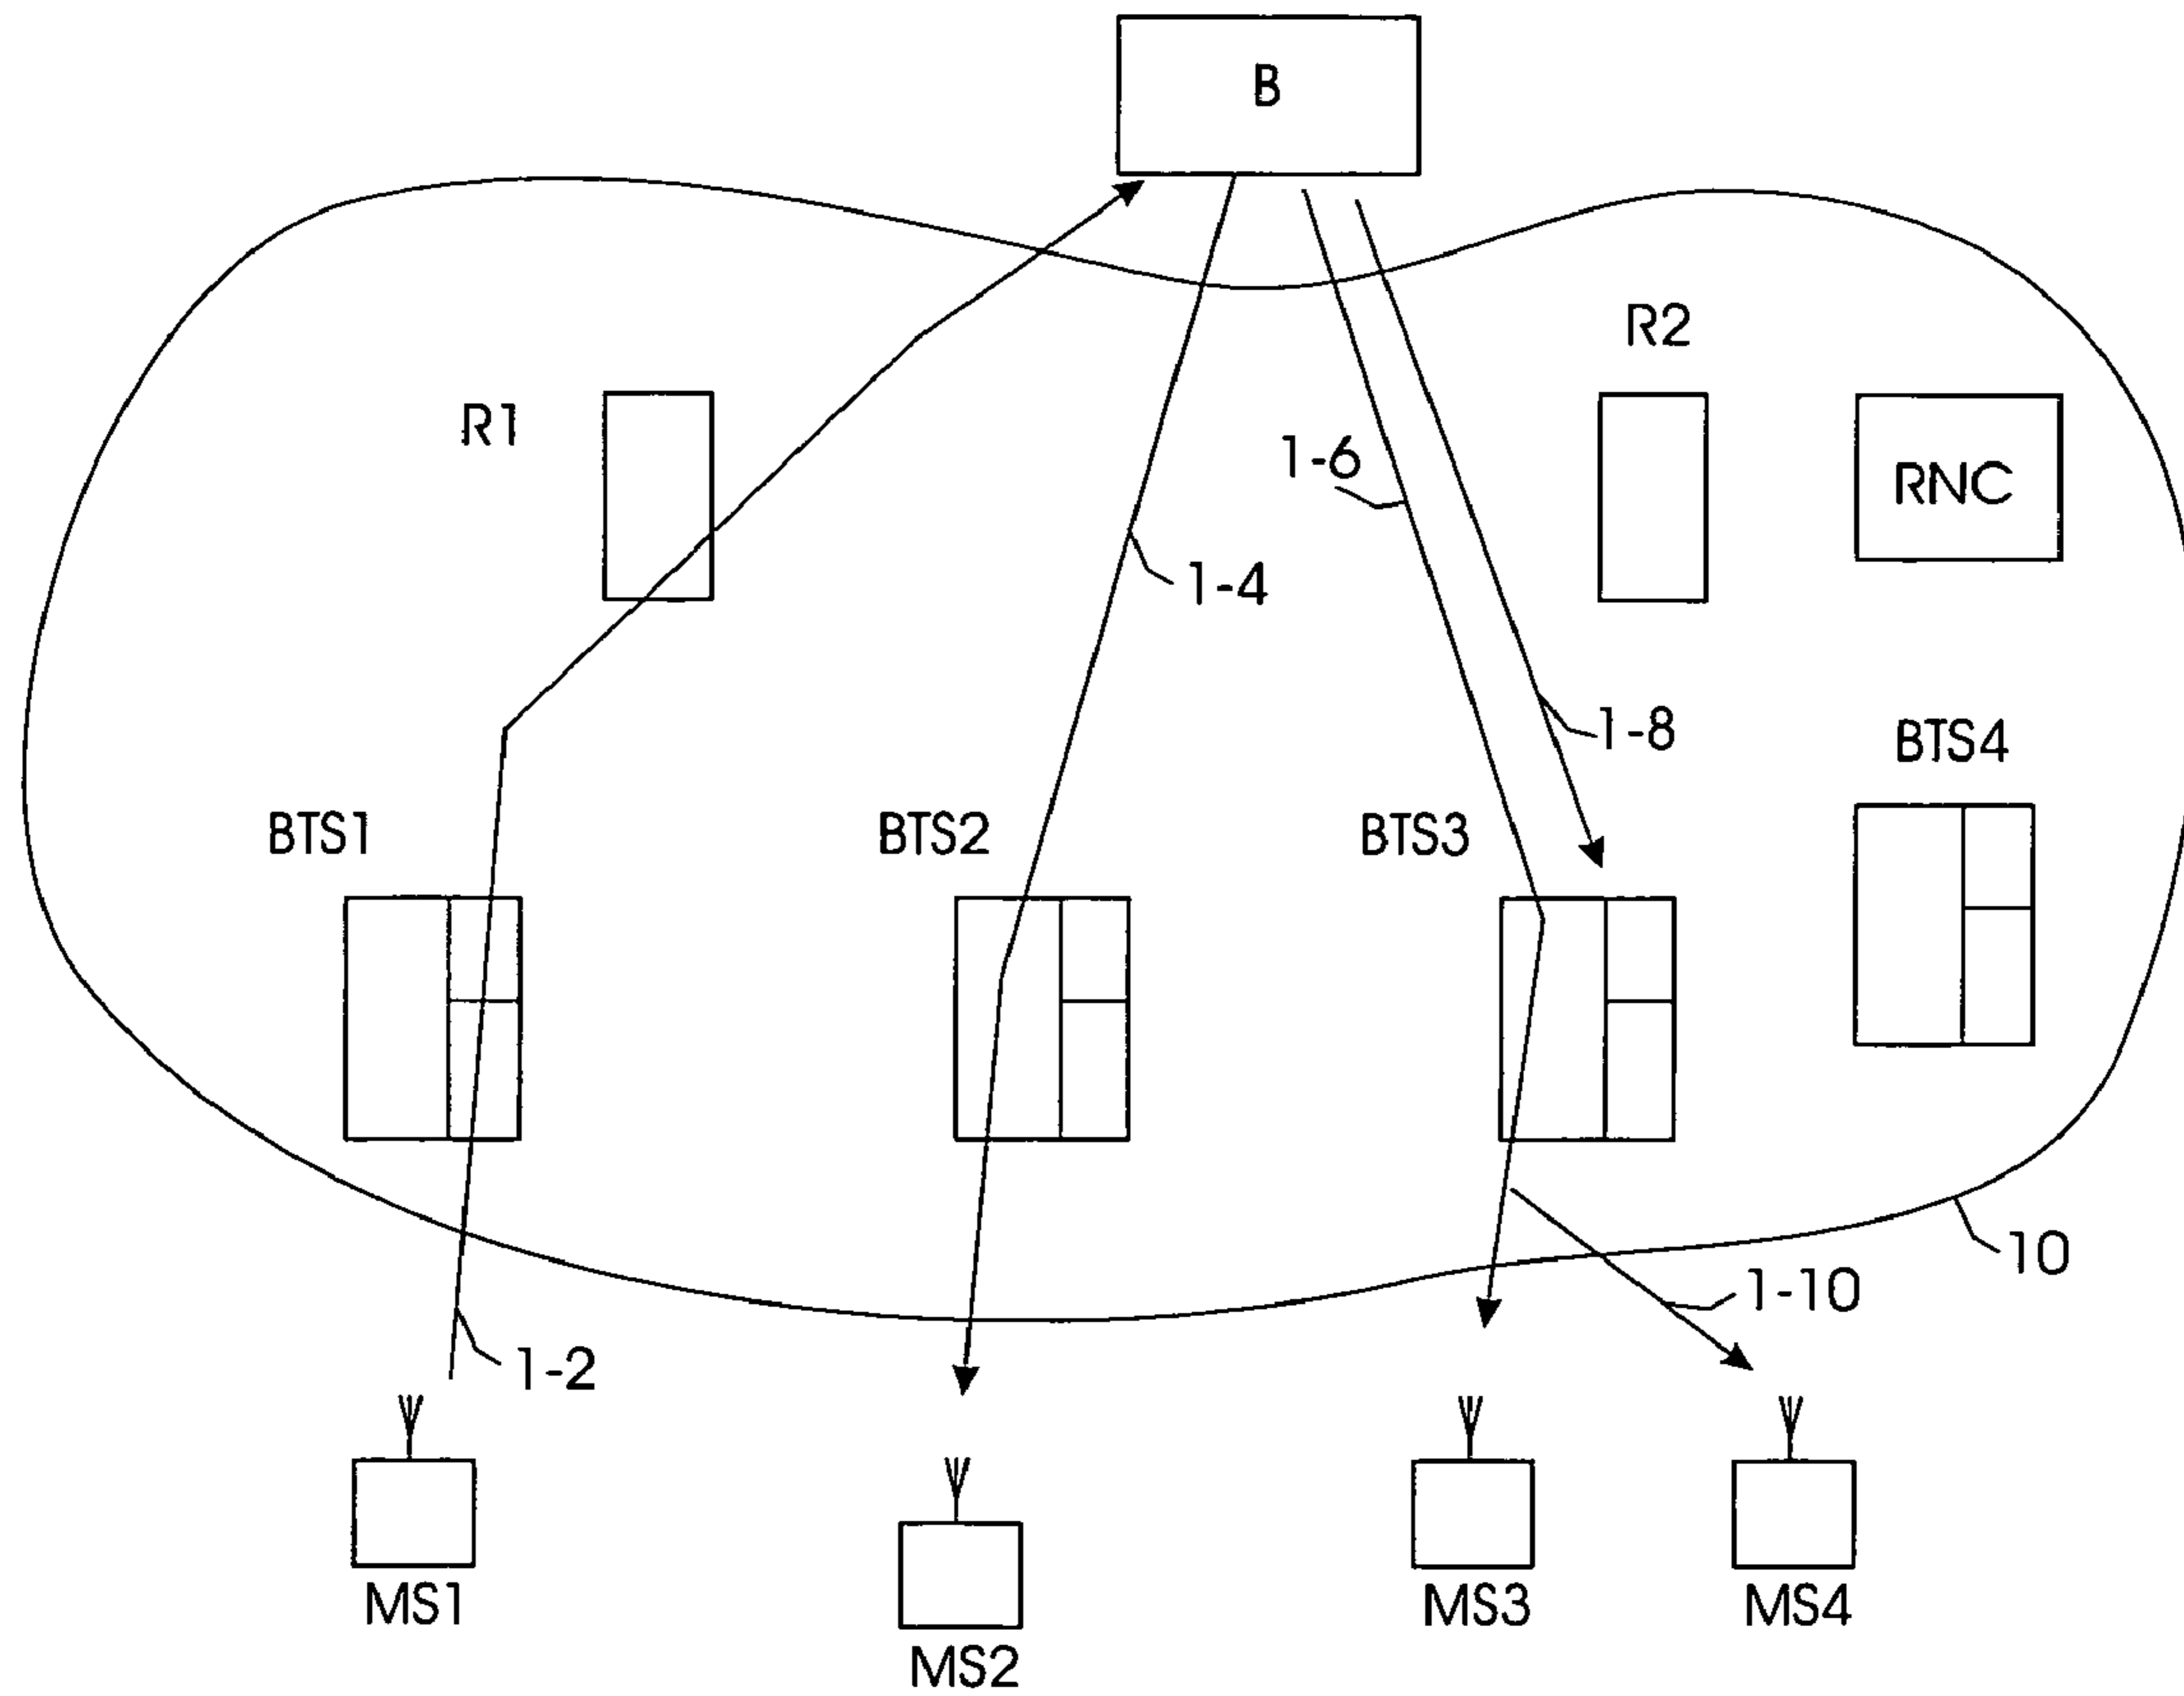 B
R2
R1
RNC
1-6
1-4
1-8
BTS4
BTS1
BTS2
BTS3
10
1-10
1-2
MS1
MS3
MS4
MS2